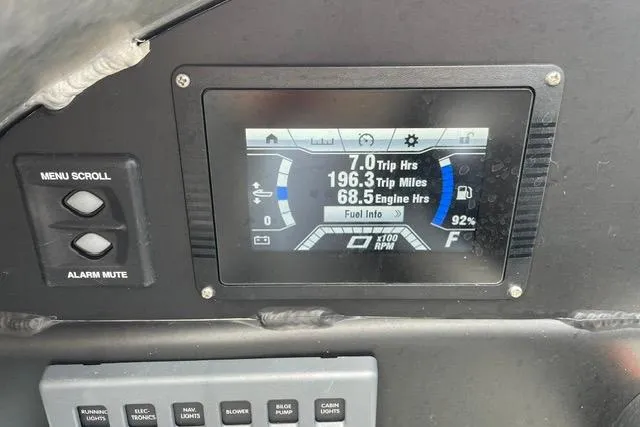 MENU SCROLL
ALARM MUTE
7.0 Trip Hrs
196.3 Trip Miles
68.5 Engine Hrs
Fuel Info »
0
92%
0 x100
RPM
F
RUNNING
LIGHTS
ELEC-
TRONICS
NAV.
LIGHTS
BLOWER
BILGE
PUMP
CABIN
LIGHTS